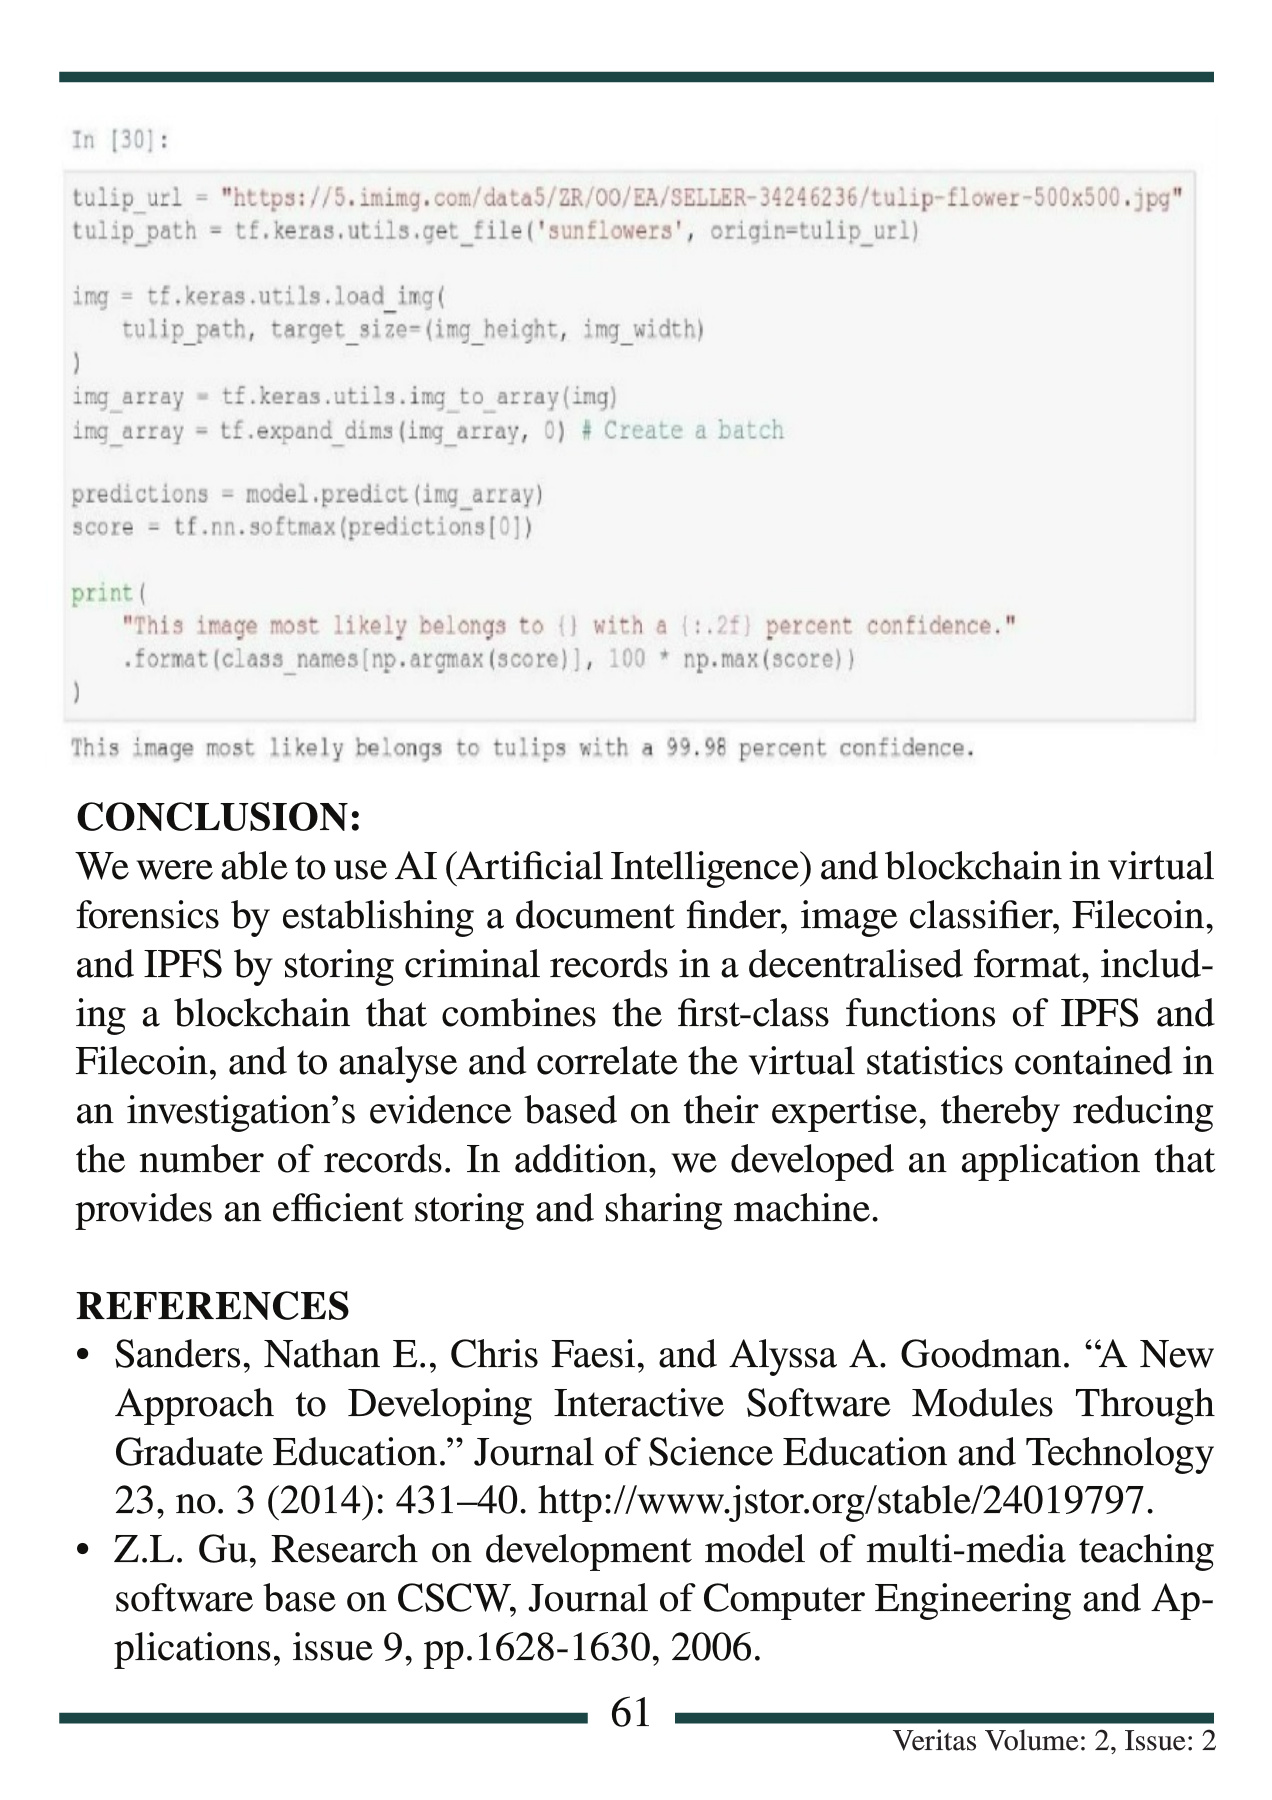 In [30]:
tulip_url = "https://5.imimg.com/data5/ZR/OO/EA/SELLER-34246236/tulip-flower-500x500.jpg"
tulip_path = tf.keras.utils.get_file('sunflowers', origin=tulip_url)
img = tf.keras.utils.load_img(
    tulip_path, target_size=(img_height, img_width)
)
img_array = tf.keras.utils.img_to_array(img)
img_array = tf.expand_dims(img_array, 0) # Create a batch
predictions = model.predict(img_array)
score = tf.nn.softmax(predictions[0])
print(
    "This image most likely belongs to {} with a {:.2f} percent confidence."
    .format(class_names[np.argmax(score)], 100 * np.max(score))
)
This image most likely belongs to tulips with a 99.98 percent confidence.
CONCLUSION:
We were able to use AI (Artificial Intelligence) and blockchain in virtual
forensics by establishing a document finder, image classifier, Filecoin,
and IPFS by storing criminal records in a decentralised format, includ-
ing a blockchain that combines the first-class functions of IPFS and
Filecoin, and to analyse and correlate the virtual statistics contained in
an investigation’s evidence based on their expertise, thereby reducing
the number of records. In addition, we developed an application that
provides an efficient storing and sharing machine.
REFERENCES
• Sanders, Nathan E., Chris Faesi, and Alyssa A. Goodman. “A New
Approach to Developing Interactive Software Modules Through
Graduate Education.” Journal of Science Education and Technology
23, no. 3 (2014): 431–40. http://www.jstor.org/stable/24019797.
• Z.L. Gu, Research on development model of multi-media teaching
software base on CSCW, Journal of Computer Engineering and Ap-
plications, issue 9, pp.1628-1630, 2006.
61
Veritas Volume: 2, Issue: 2